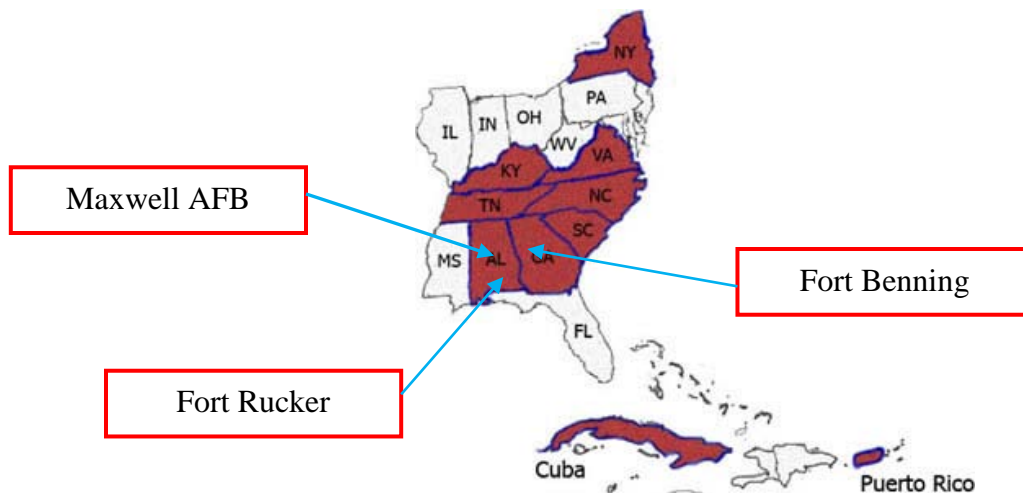 NY
PA
IL
IN
OH
WV
VA
KY
Maxwell AFB
TN
NC
SC
MS
AL
GA
Fort Benning
FL
Fort Rucker
Cuba
Puerto Rico